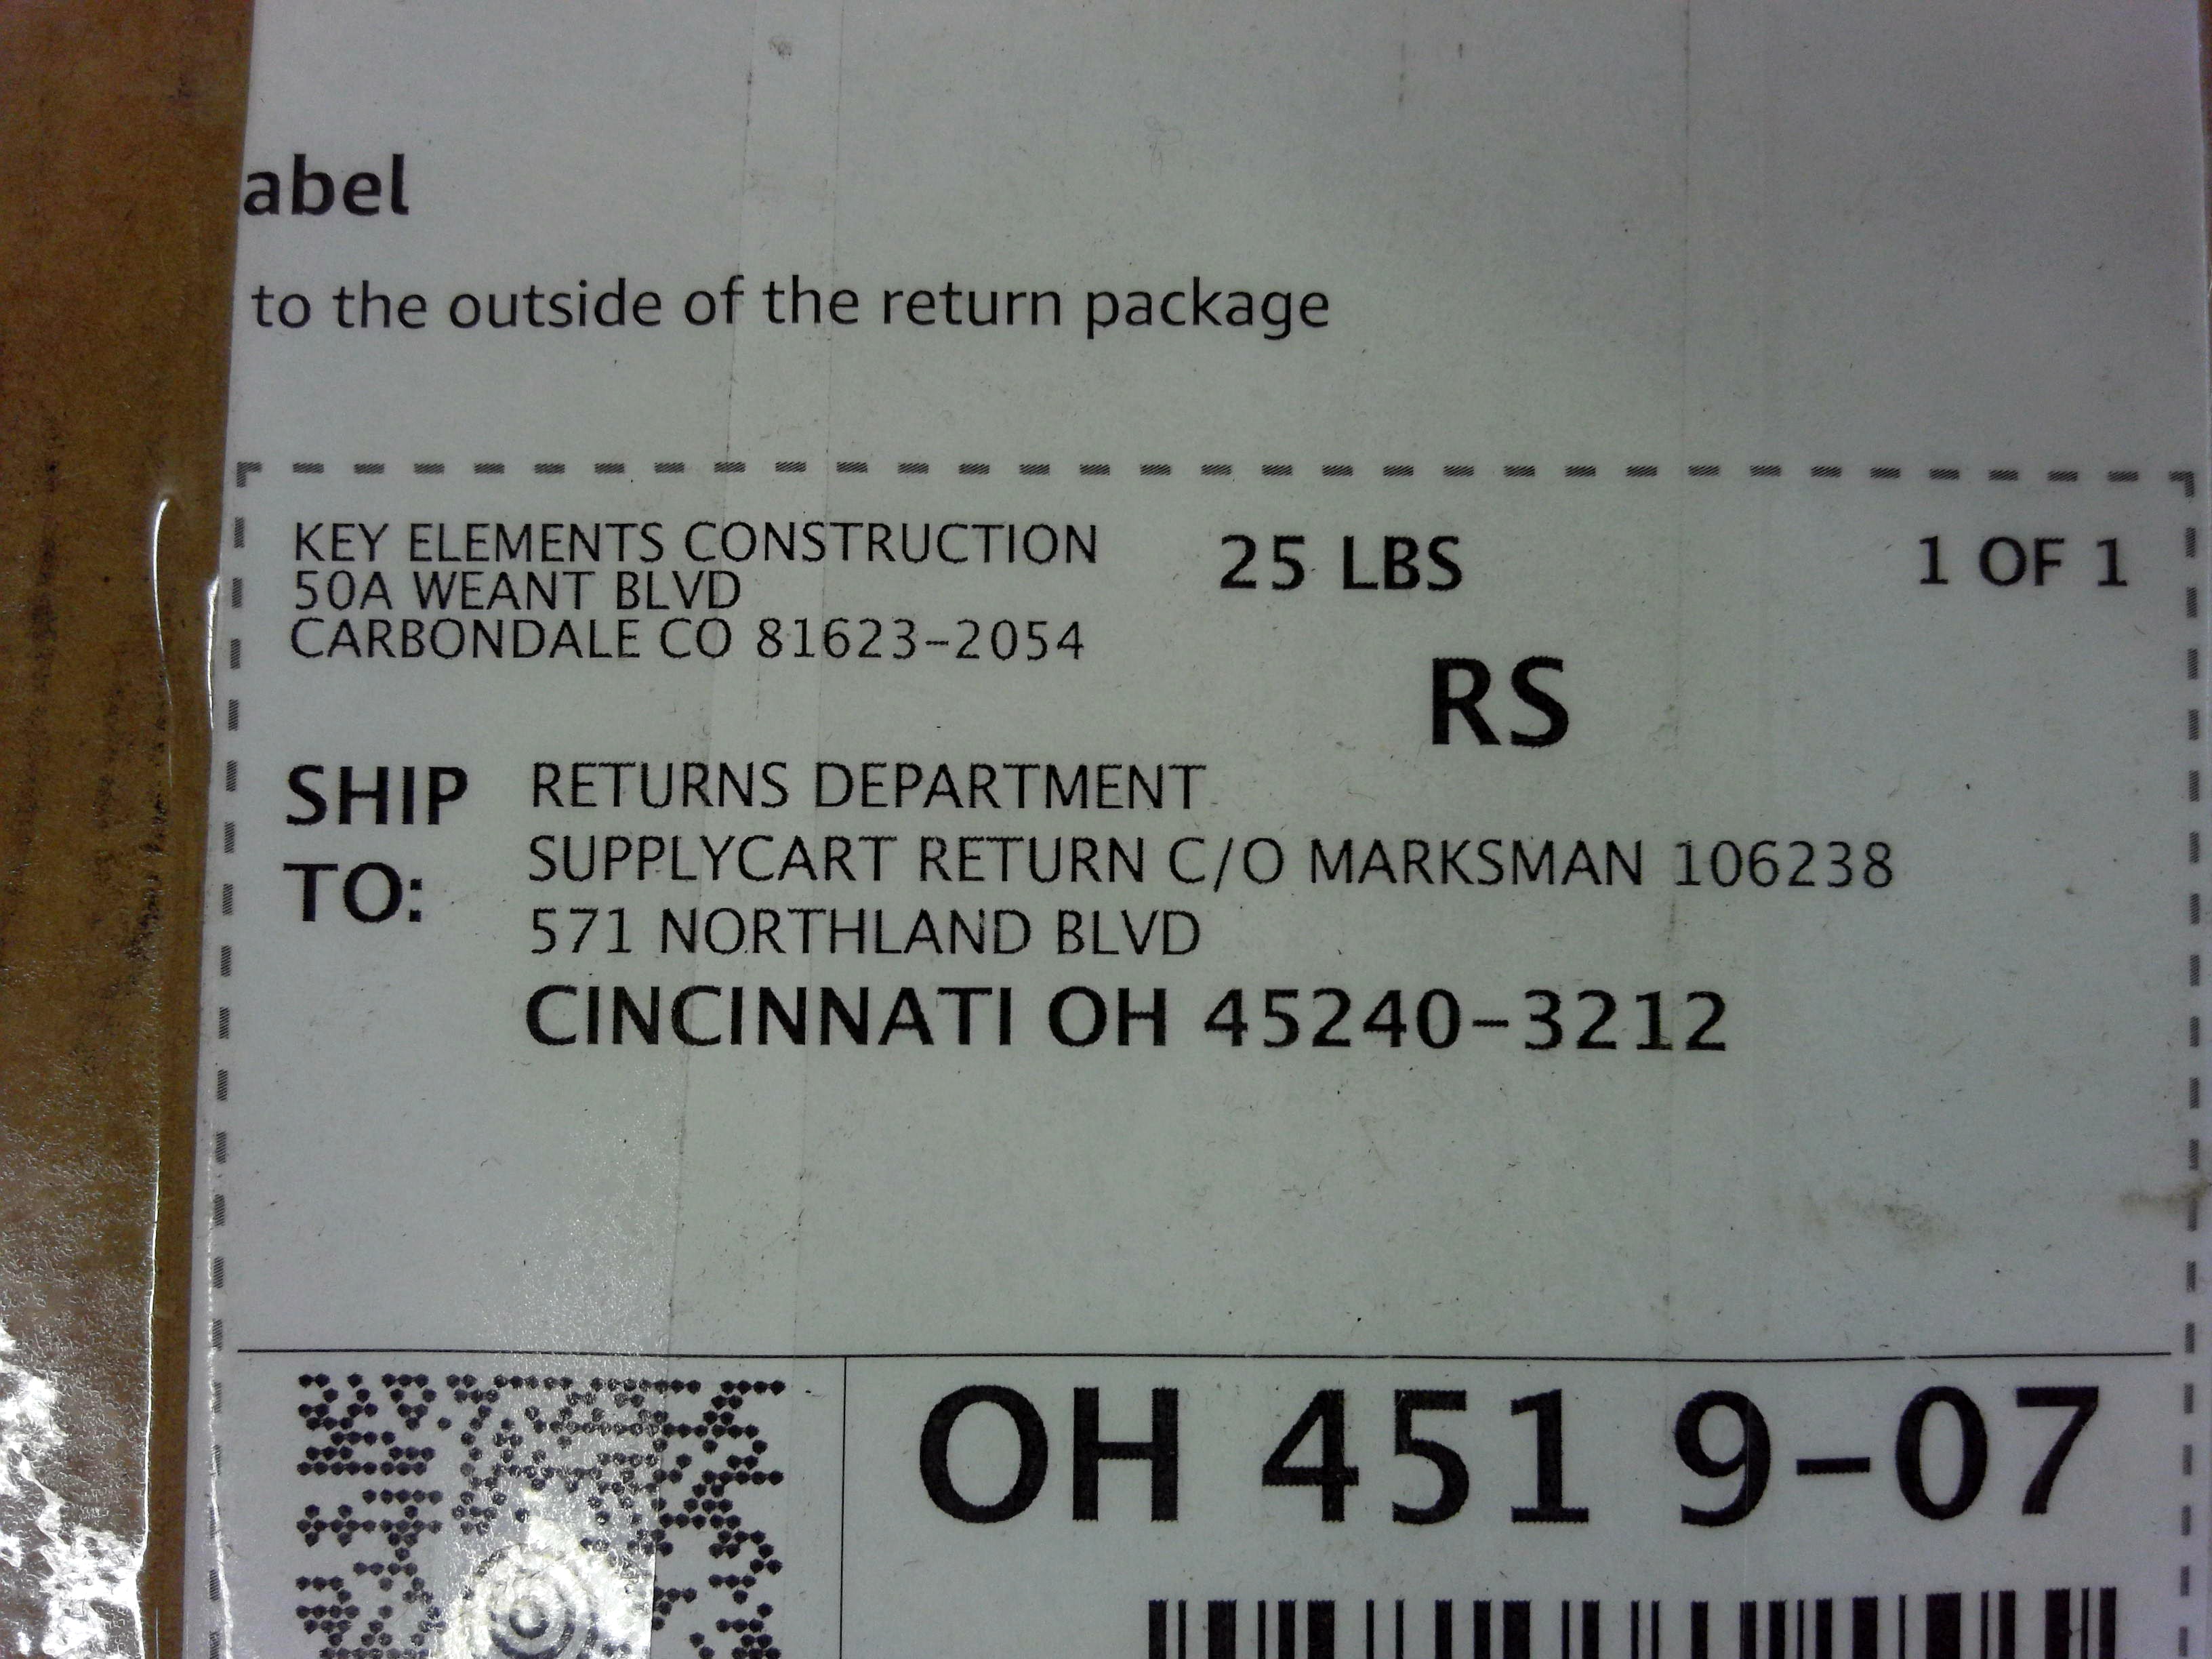 abel
to the outside of the return package
KEY ELEMENTS CONSTRUCTION
50A WEANT BLVD
CARBONDALE CO 81623-2054
25 LBS
1 OF 1
RS
SHIP TO:
RETURNS DEPARTMENT
SUPPLYCART RETURN C/O MARKSMAN 106238
571 NORTHLAND BLVD
CINCINNATI OH 45240-3212
OH 451 9-07